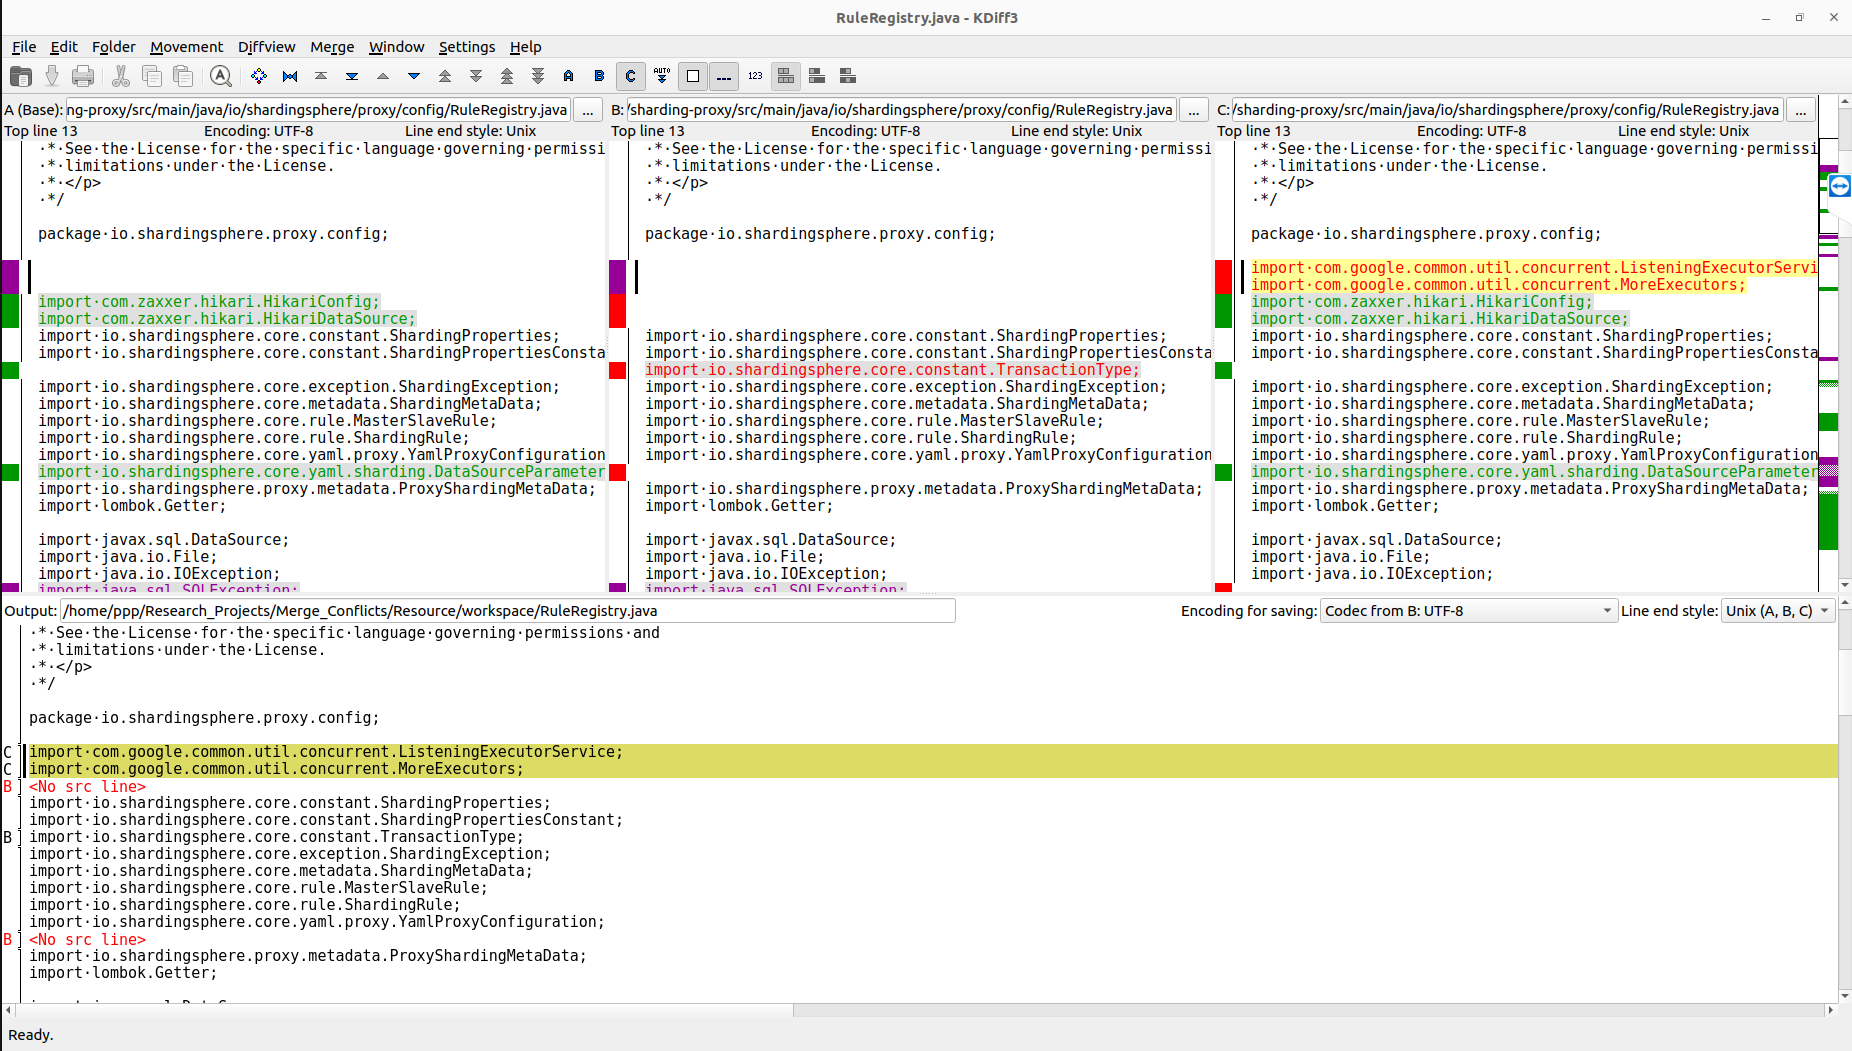 RuleRegistry.java - KDiff3
File Edit Folder Movement Diffview Merge Window Settings Help
A B C AUTO 123
A (Base): ng-proxy/src/main/java/io/shardingsphere/proxy/config/RuleRegistry.java ...
Top line 13 Encoding: UTF-8 Line end style: Unix
·*·See·the·License·for·the·specific·language·governing·permissi
·*·limitations·under·the·License.
·*·</p>
·*/
package·io.shardingsphere.proxy.config;
import·com.zaxxer.hikari.HikariConfig;
import·com.zaxxer.hikari.HikariDataSource;
import·io.shardingsphere.core.constant.ShardingProperties;
import·io.shardingsphere.core.constant.ShardingPropertiesConsta
import·io.shardingsphere.core.exception.ShardingException;
import·io.shardingsphere.core.metadata.ShardingMetaData;
import·io.shardingsphere.core.rule.MasterSlaveRule;
import·io.shardingsphere.core.rule.ShardingRule;
import·io.shardingsphere.core.yaml.proxy.YamlProxyConfiguration
import·io.shardingsphere.core.yaml.sharding.DataSourceParameter
import·io.shardingsphere.proxy.metadata.ProxyShardingMetaData;
import·lombok.Getter;
import·javax.sql.DataSource;
import·java.io.File;
import·java.io.IOException;
import·java.sql.SQLException;
B: /sharding-proxy/src/main/java/io/shardingsphere/proxy/config/RuleRegistry.java ...
Top line 13 Encoding: UTF-8 Line end style: Unix
·*·See·the·License·for·the·specific·language·governing·permissi
·*·limitations·under·the·License.
·*·</p>
·*/
package·io.shardingsphere.proxy.config;
import·io.shardingsphere.core.constant.ShardingProperties;
import·io.shardingsphere.core.constant.ShardingPropertiesConsta
import·io.shardingsphere.core.constant.TransactionType;
import·io.shardingsphere.core.exception.ShardingException;
import·io.shardingsphere.core.metadata.ShardingMetaData;
import·io.shardingsphere.core.rule.MasterSlaveRule;
import·io.shardingsphere.core.rule.ShardingRule;
import·io.shardingsphere.core.yaml.proxy.YamlProxyConfiguration
import·io.shardingsphere.proxy.metadata.ProxyShardingMetaData;
import·lombok.Getter;
import·javax.sql.DataSource;
import·java.io.File;
import·java.io.IOException;
import·java.sql.SQLException;
C: /sharding-proxy/src/main/java/io/shardingsphere/proxy/config/RuleRegistry.java ...
Top line 13 Encoding: UTF-8 Line end style: Unix
·*·See·the·License·for·the·specific·language·governing·permissi
·*·limitations·under·the·License.
·*·</p>
·*/
package·io.shardingsphere.proxy.config;
import·com.google.common.util.concurrent.ListeningExecutorServi
import·com.google.common.util.concurrent.MoreExecutors;
import·com.zaxxer.hikari.HikariConfig;
import·com.zaxxer.hikari.HikariDataSource;
import·io.shardingsphere.core.constant.ShardingProperties;
import·io.shardingsphere.core.constant.ShardingPropertiesConsta
import·io.shardingsphere.core.exception.ShardingException;
import·io.shardingsphere.core.metadata.ShardingMetaData;
import·io.shardingsphere.core.rule.MasterSlaveRule;
import·io.shardingsphere.core.rule.ShardingRule;
import·io.shardingsphere.core.yaml.proxy.YamlProxyConfiguration
import·io.shardingsphere.core.yaml.sharding.DataSourceParameter
import·io.shardingsphere.proxy.metadata.ProxyShardingMetaData;
import·lombok.Getter;
import·javax.sql.DataSource;
import·java.io.File;
import·java.io.IOException;
Output: /home/ppp/Research_Projects/Merge_Conflicts/Resource/workspace/RuleRegistry.java Encoding for saving: Codec from B: UTF-8 Line end style: Unix (A, B, C)
·*·See·the·License·for·the·specific·language·governing·permissions·and
·*·limitations·under·the·License.
·*·</p>
·*/
package·io.shardingsphere.proxy.config;
C import·com.google.common.util.concurrent.ListeningExecutorService;
C import·com.google.common.util.concurrent.MoreExecutors;
B <No src line>
import·io.shardingsphere.core.constant.ShardingProperties;
import·io.shardingsphere.core.constant.ShardingPropertiesConstant;
B import·io.shardingsphere.core.constant.TransactionType;
import·io.shardingsphere.core.exception.ShardingException;
import·io.shardingsphere.core.metadata.ShardingMetaData;
import·io.shardingsphere.core.rule.MasterSlaveRule;
import·io.shardingsphere.core.rule.ShardingRule;
import·io.shardingsphere.core.yaml.proxy.YamlProxyConfiguration;
B <No src line>
import·io.shardingsphere.proxy.metadata.ProxyShardingMetaData;
import·lombok.Getter;
Ready.